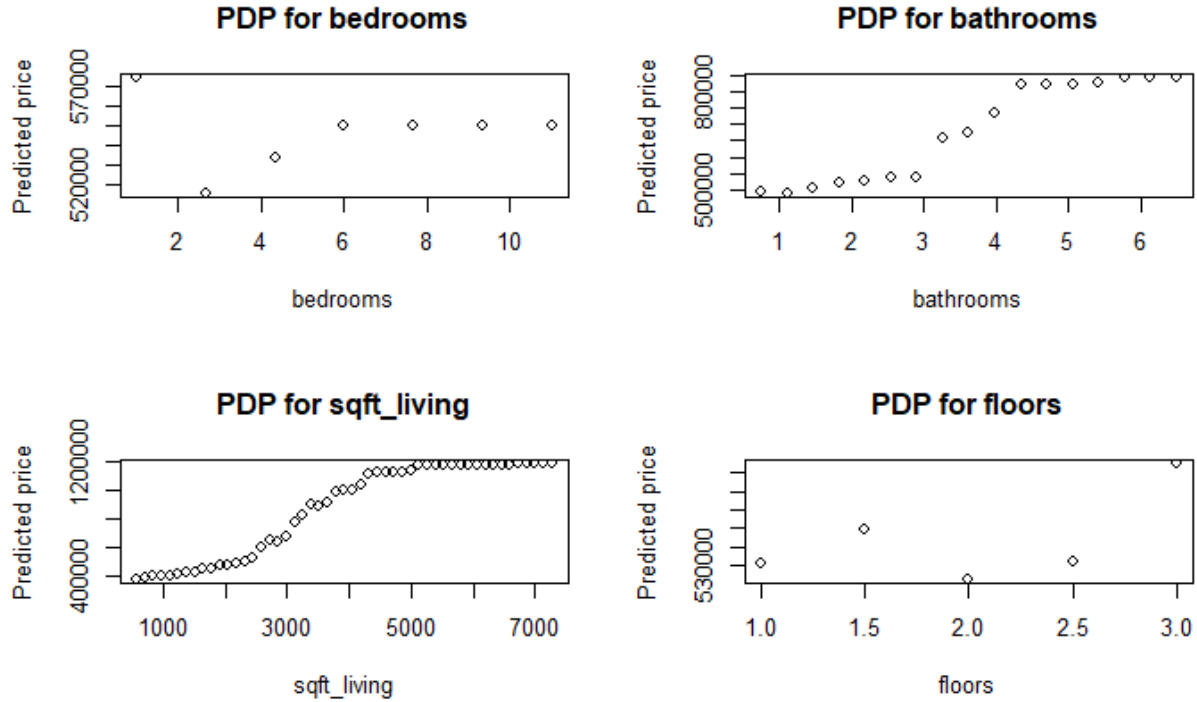 PDP for bedrooms
Predicted price
520000 570000
2 4 6 8 10
bedrooms
PDP for bathrooms
Predicted price
500000 800000
1 2 3 4 5 6
bathrooms
PDP for sqft_living
Predicted price
400000 1200000
1000 3000 5000 7000
sqft_living
PDP for floors
Predicted price
530000
1.0 1.5 2.0 2.5 3.0
floors